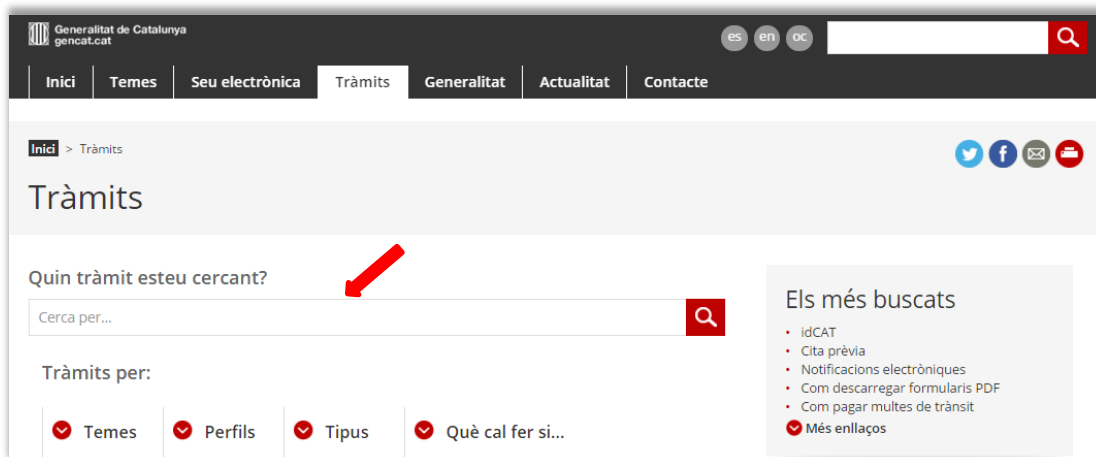 Generalitat de Catalunya
gencat.cat
es en oc
Inici Temes Seu electrònica Tràmits Generalitat Actualitat Contacte
Inici > Tràmits
Tràmits
Quin tràmit esteu cercant?
Cerca per...
Tràmits per:
Temes Perfils Tipus Què cal fer si...
Els més buscats
• idCAT
• Cita prèvia
• Notificacions electròniques
• Com descarregar formularis PDF
• Com pagar multes de trànsit
Més enllaços